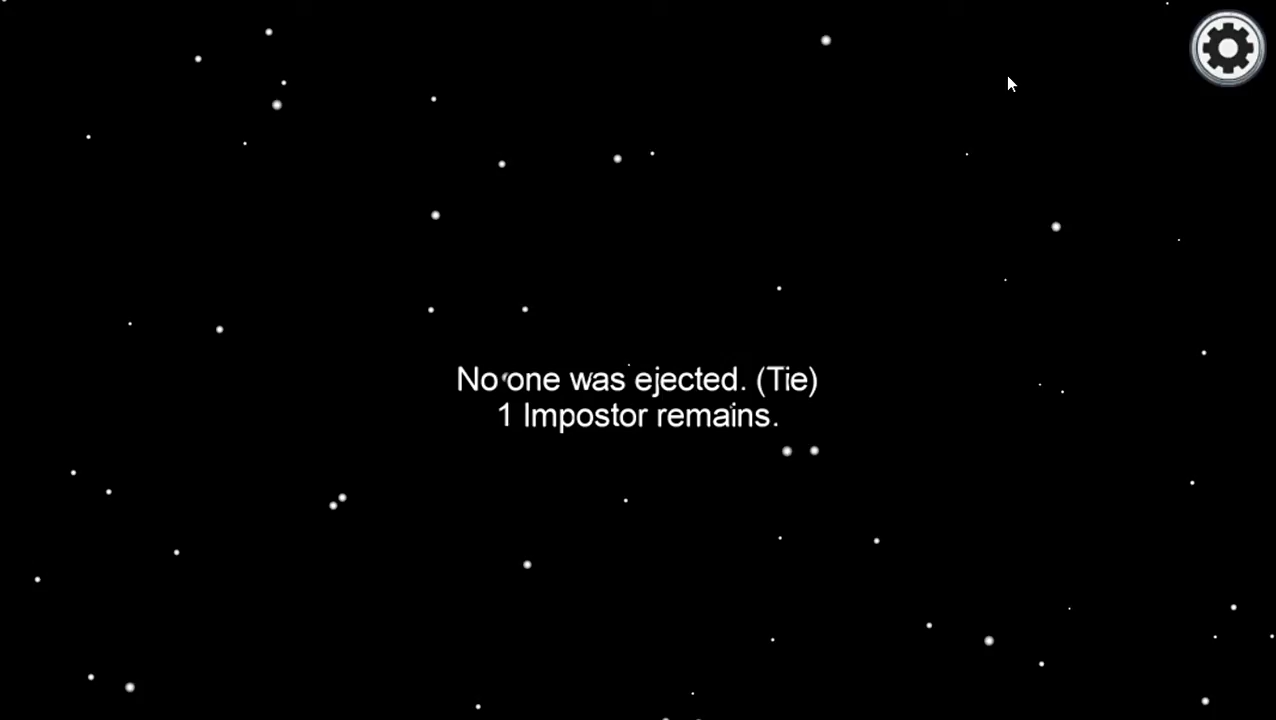 No one was ejected. (Tie)
1 Impostor remains.